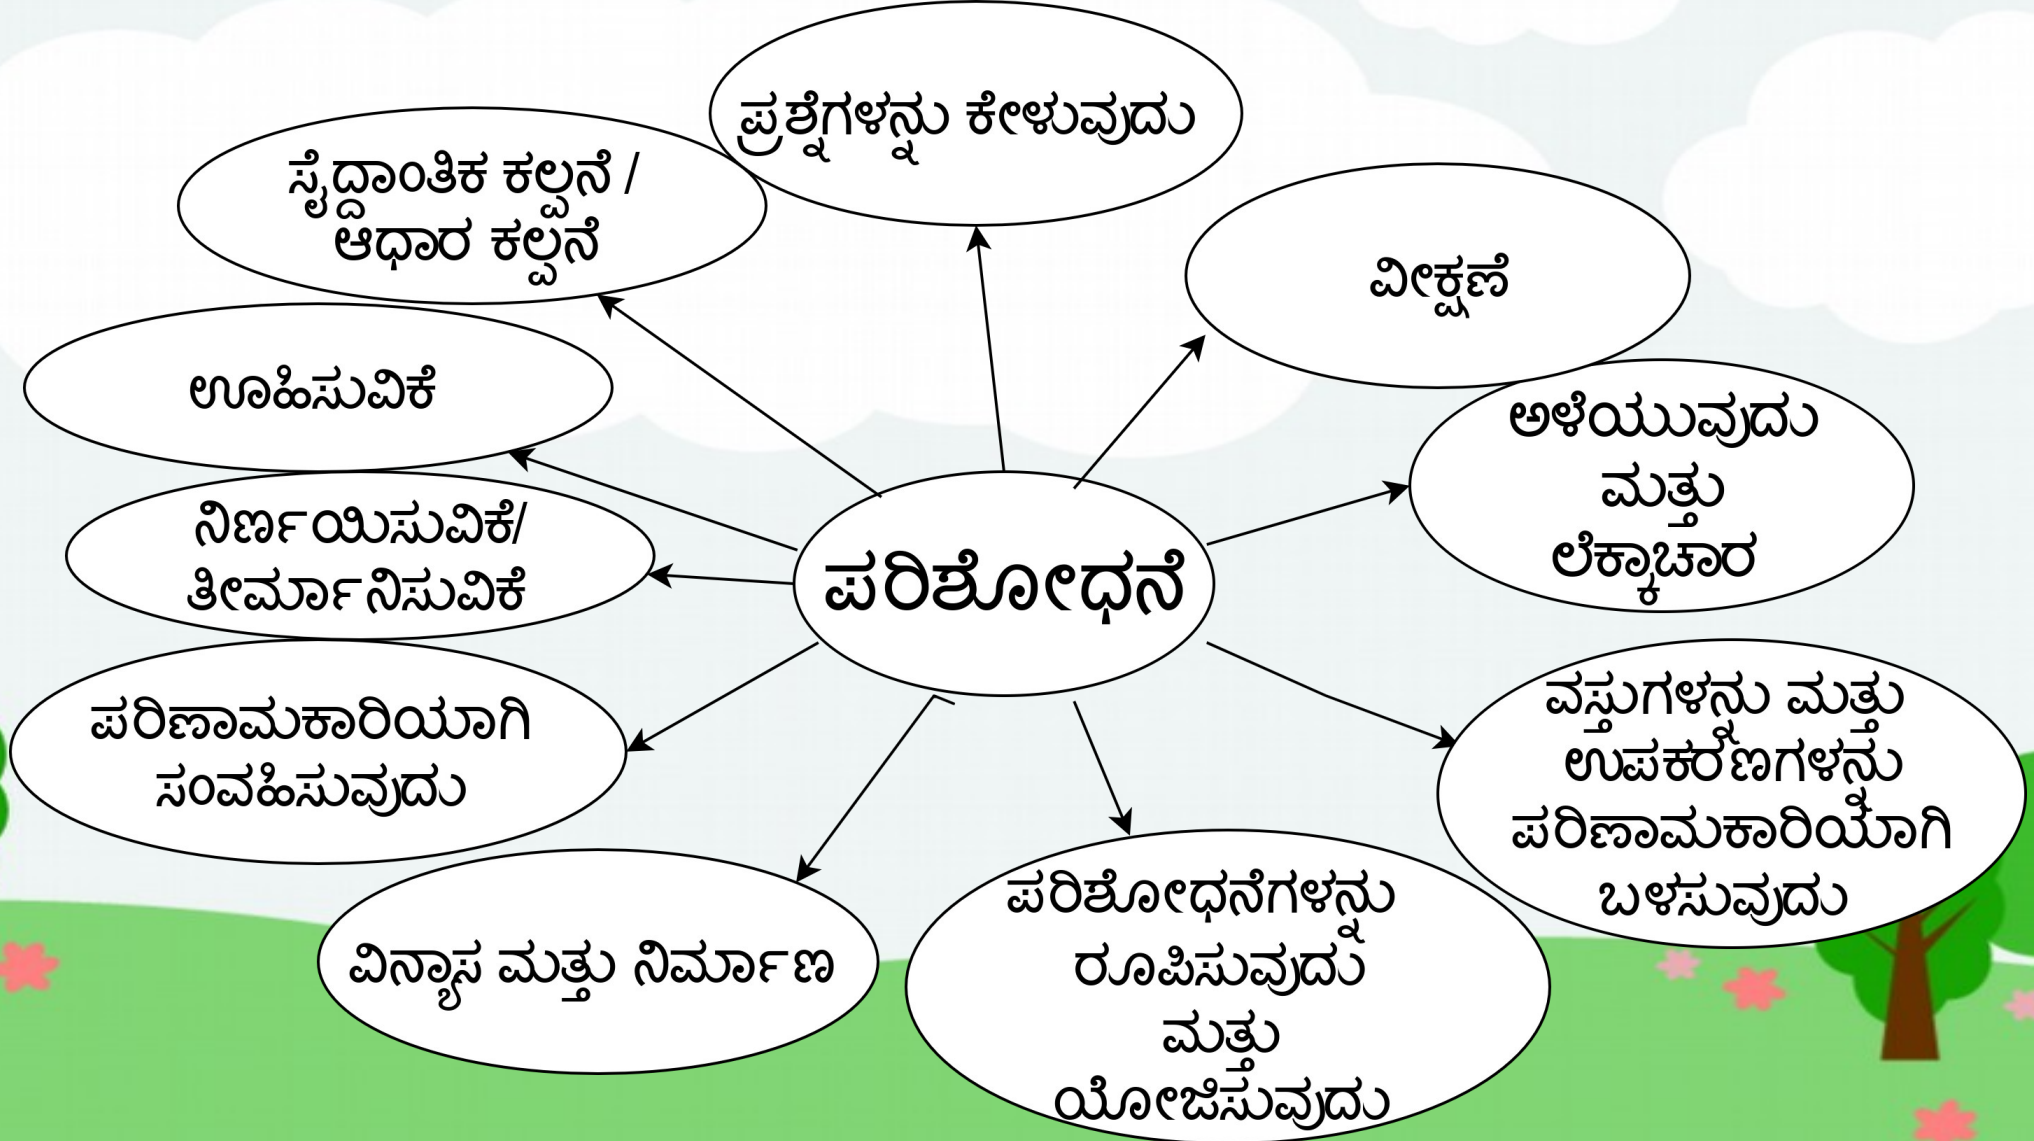 ಪ್ರಶ್ನೆಗಳನ್ನು ಕೇಳುವುದು
ಸೈದ್ದಾಂತಿಕ ಕಲ್ಪನೆ /
ಆಧಾರ ಕಲ್ಪನೆ
ವೀಕ್ಷಣೆ
ಊಹಿಸುವಿಕೆ
ಅಳೆಯುವುದು
ಮತ್ತು
ಲೆಕ್ಕಾಚಾರ
ನಿರ್ಣಯಿಸುವಿಕೆ/
ತೀರ್ಮಾನಿಸುವಿಕೆ
ಪರಿಶೋಧನೆ
ಪರಿಣಾಮಕಾರಿಯಾಗಿ
ಸಂವಹಿಸುವುದು
ವಸ್ತುಗಳನ್ನು ಮತ್ತು
ಉಪಕರಣಗಳನ್ನು
ಪರಿಣಾಮಕಾರಿಯಾಗಿ
ಬಳಸುವುದು
ವಿನ್ಯಾಸ ಮತ್ತು ನಿರ್ಮಾಣ
ಪರಿಶೋಧನೆಗಳನ್ನು
ರೂಪಿಸುವುದು
ಮತ್ತು
ಯೋಜಿಸುವುದು